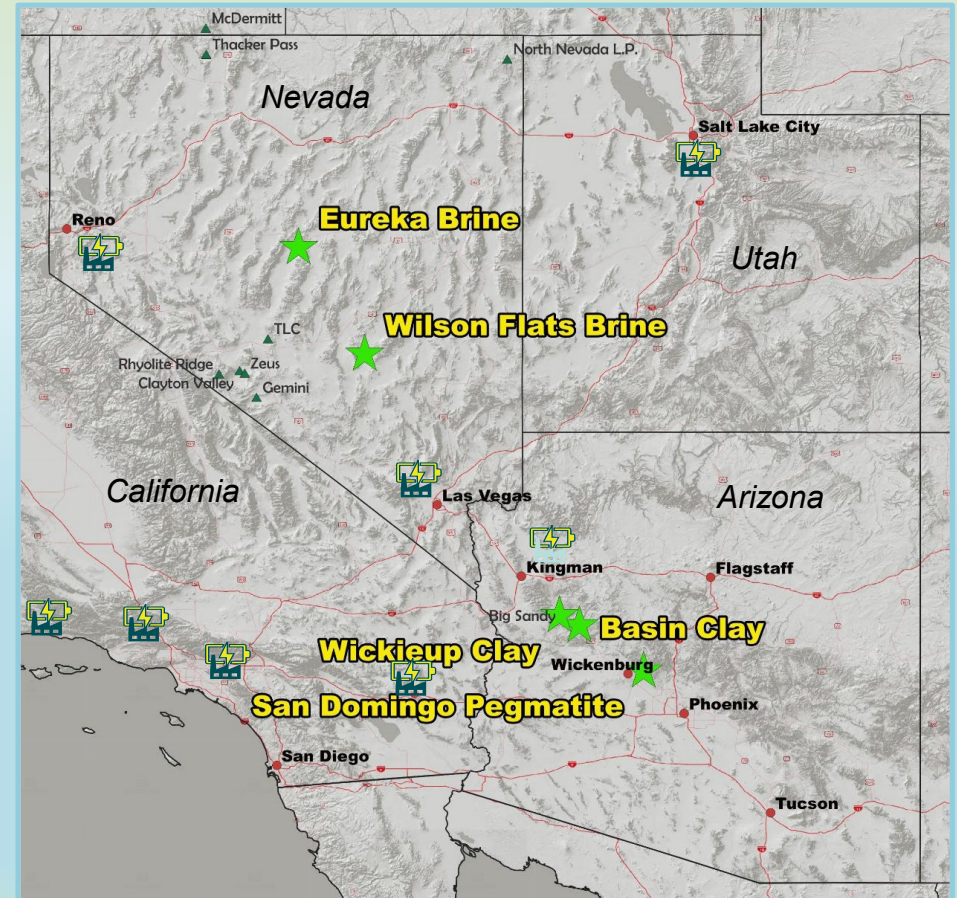 McDermitt
Thacker Pass
North Nevada L.P.
Nevada
Salt Lake City
Reno
Eureka Brine
Utah
Wilson Flats Brine
TLC
Rhyolite Ridge
Zeus
Clayton Valley
Gemini
California
Las Vegas
Arizona
Kingman
Flagstaff
Big Sandy
Basin Clay
Wickieup Clay
Wickenburg
San Domingo Pegmatite
Phoenix
San Diego
Tucson